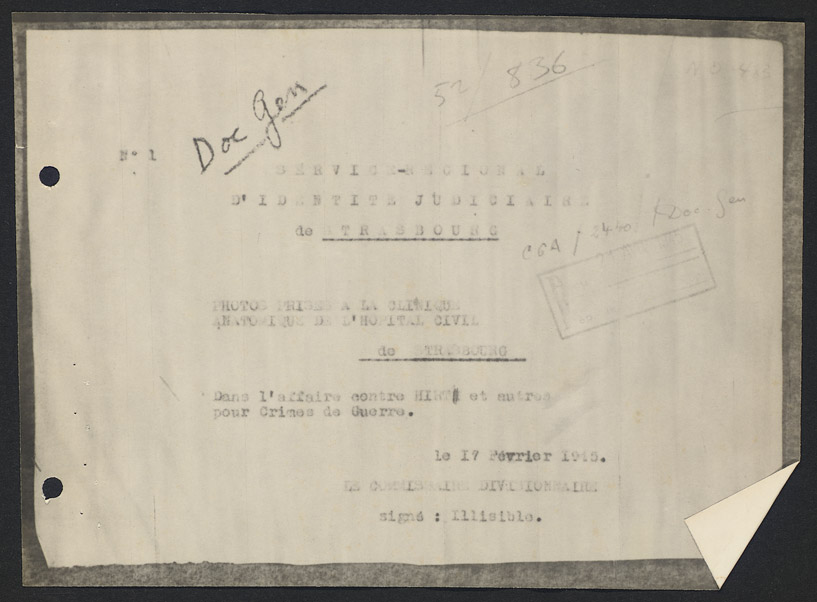 52/836
Doc Gen
N° 1
SERVICE-REGIONAL
D'IDENTITE JUDICIAIRE
de STRASBOURG
CGA / 2440 / Doc-Gen
PHOTOS PRISES A LA CLINIQUE
ANATOMIQUE DE L'HOPITAL CIVIL
de STRASBOURG
Dans l'affaire contre HIRT et autres
pour Crimes de Guerre.
le 17 Février 1945.
LE COMMISSAIRE DIVISIONNAIRE
signé : Illisible.